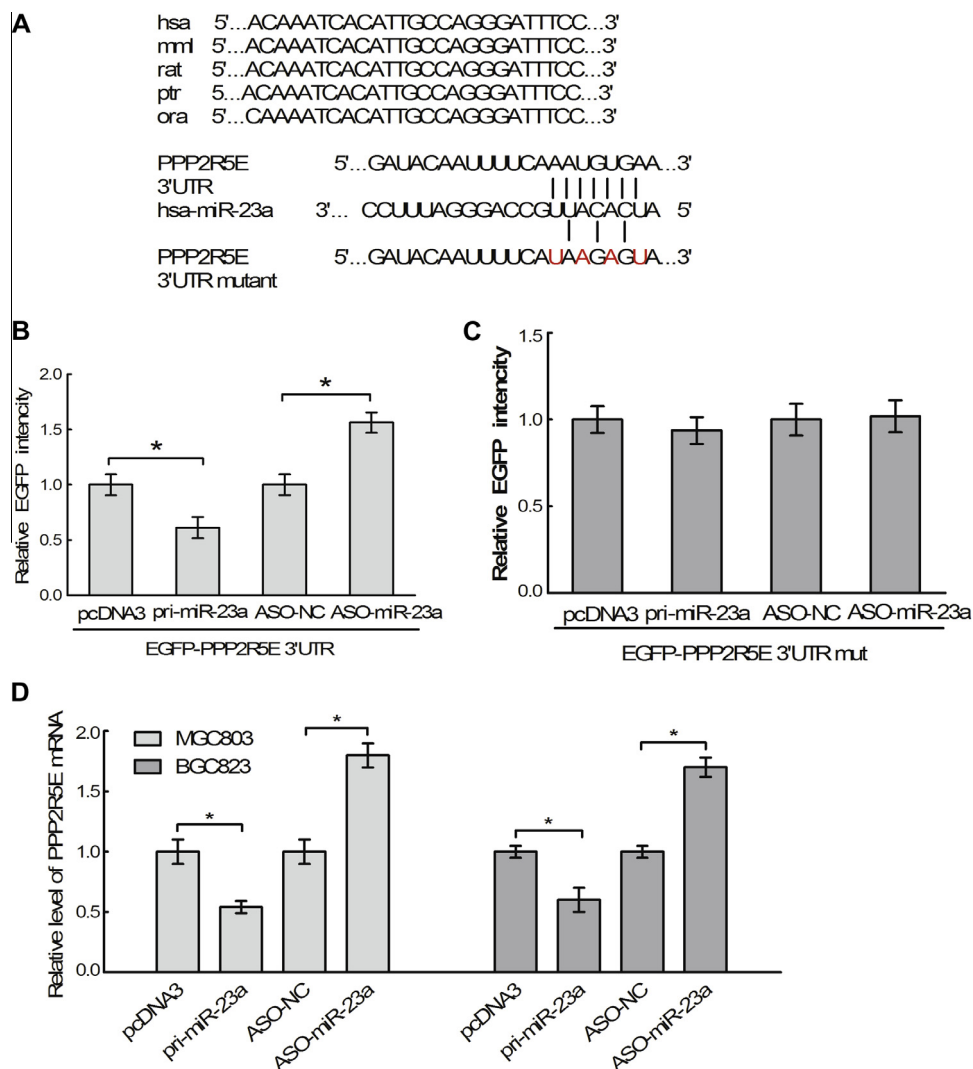 A
hsa 5'...ACAAATCACATTGCCAGGGATTTCC...3'
mml 5'...ACAAATCACATTGCCAGGGATTTCC...3'
rat 5'...ACAAATCACATTGCCAGGGATTTCC...3'
ptr 5...ACAAATCACATTGCCAGGGATTTCC...3'
ora 5'...CAAAATCACATTGCCAGGGATTTCC...3'
PPP2R5E 5'...GAUACAAUUUUCAAAUGUGAA...3'
3'UTR
hsa-miR-23a 3'... CCUUUAGGGACCGUUACACUA 5'
PPP2R5E 5'...GAUACAAUUUUCAUAAGAGUA...3'
3'UTR mutant
B
Relative EGFP intencity
2.0
1.5
1.0
0.5
0.0
*
*
pcDNA3 pri-miR-23a ASO-NC ASO-miR-23a
EGFP-PPP2R5E 3'UTR
C
Relative EGFP intencity
1.5
1.0
0.5
0.0
pcDNA3 pri-miR-23a ASO-NC ASO-miR-23a
EGFP-PPP2R5E 3'UTR mut
D
Relative level of PPP2R5E mRNA
2.0
1.5
1.0
0.5
0.0
MGC803
BGC823
*
*
*
*
pcDNA3 pri-miR-23a ASO-NC ASO-miR-23a pcDNA3 pri-miR-23a ASO-NC ASO-miR-23a